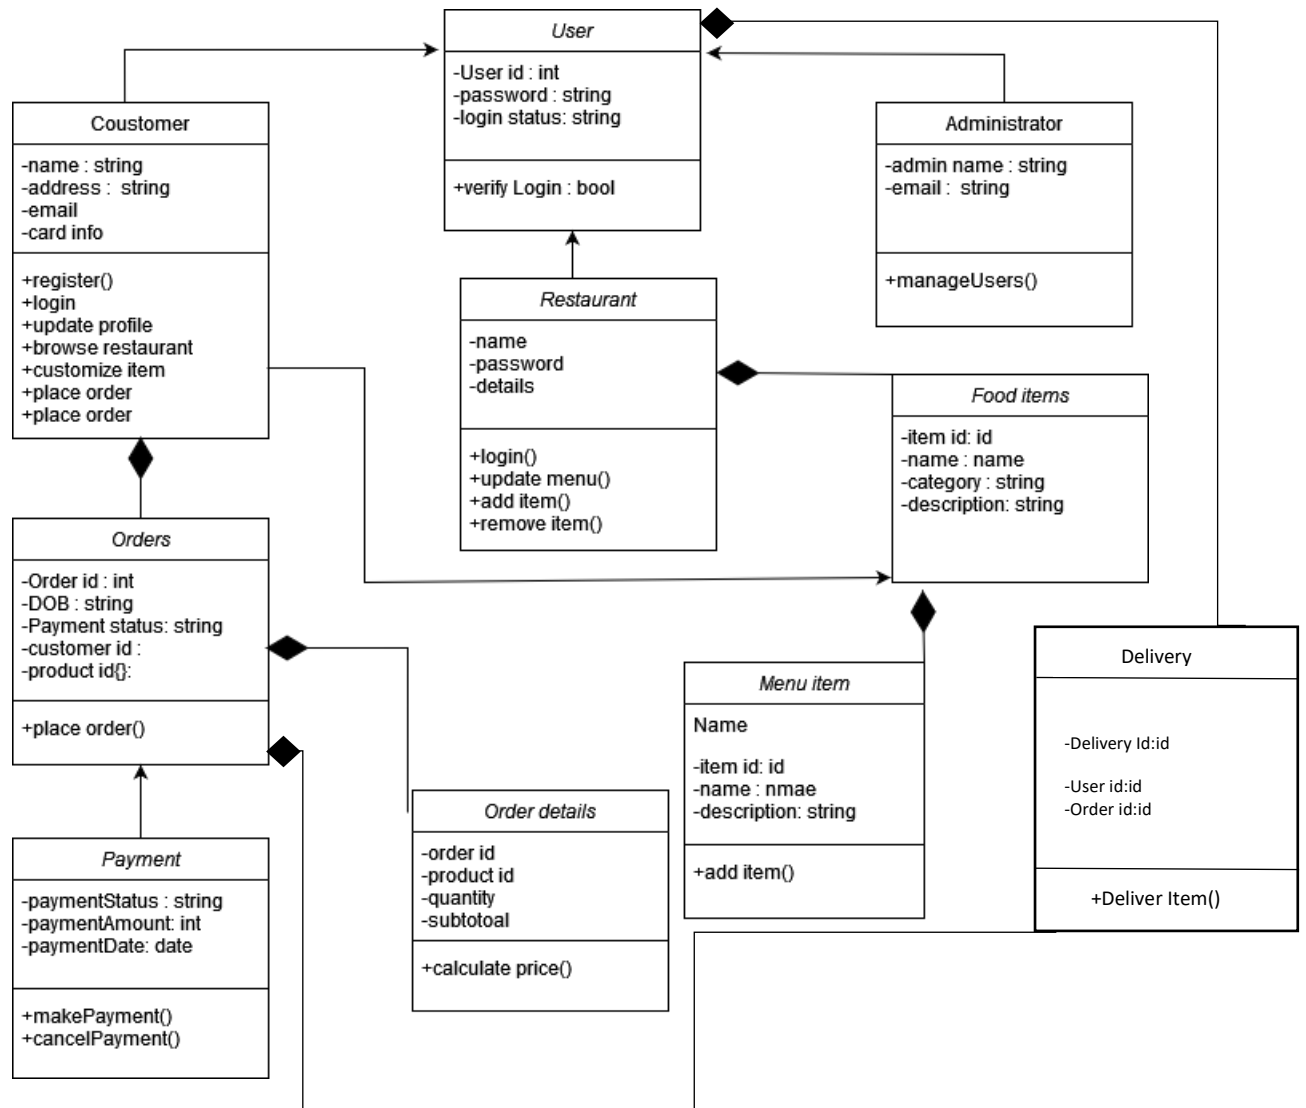 User
-User id : int
-password : string
-login status: string
+verify Login : bool
Coustomer
-name : string
-address :  string
-email
-card info
+register()
+login
+update profile
+browse restaurant
+customize item
+place order
+place order
Administrator
-admin name : string
-email :  string
+manageUsers()
Restaurant
-name
-password
-details
+login()
+update menu()
+add item()
+remove item()
Food items
-item id: id
-name : name
-category : string
-description: string
Orders
-Order id : int
-DOB : string
-Payment status: string
-customer id :
-product id{}:
+place order()
Menu item
Name
-item id: id
-name : nmae
-description: string
+add item()
Delivery
-Delivery Id:id
-User id:id
-Order id:id
+Deliver Item()
Order details
-order id
-product id
-quantity
-subtotoal
+calculate price()
Payment
-paymentStatus : string
-paymentAmount: int
-paymentDate: date
+makePayment()
+cancelPayment()